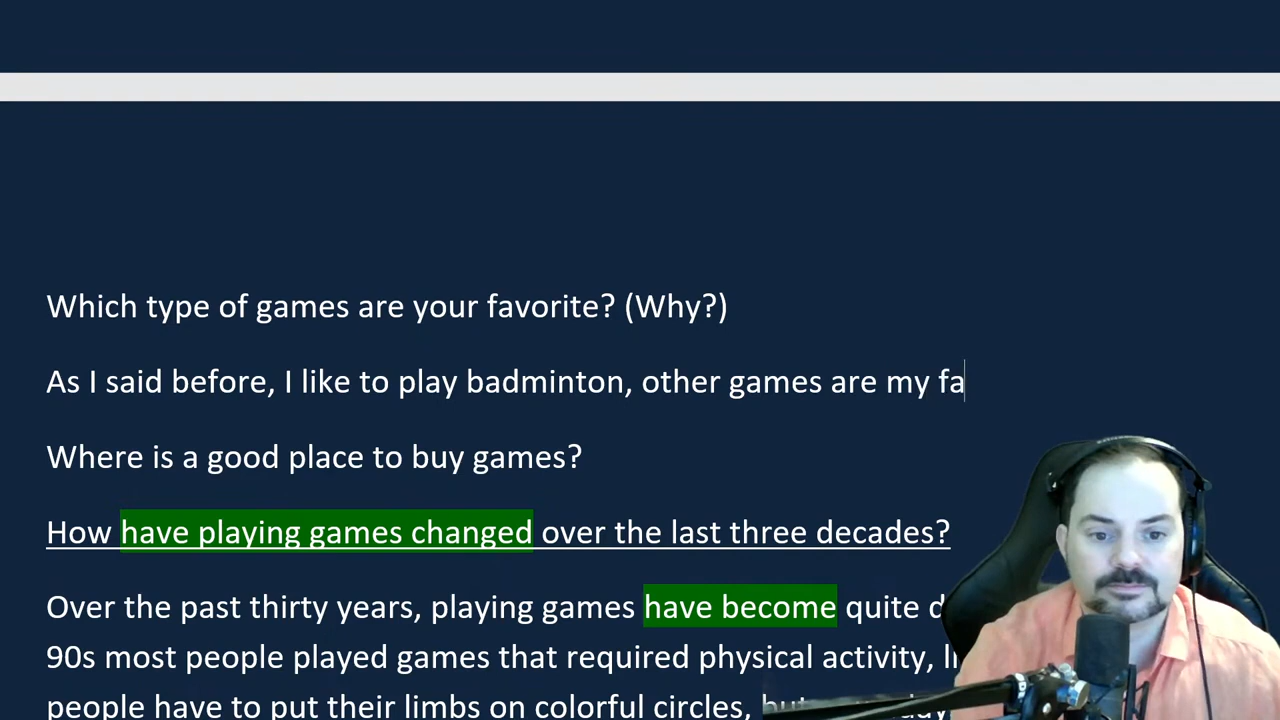 Which type of games are your favorite? (Why?)
As I said before, I like to play badminton, other games are my fa
Where is a good place to buy games?
How have playing games changed over the last three decades?
Over the past thirty years, playing games have become quite d
90s most people played games that required physical activity, li
people have to put their limbs on colorful circles, but